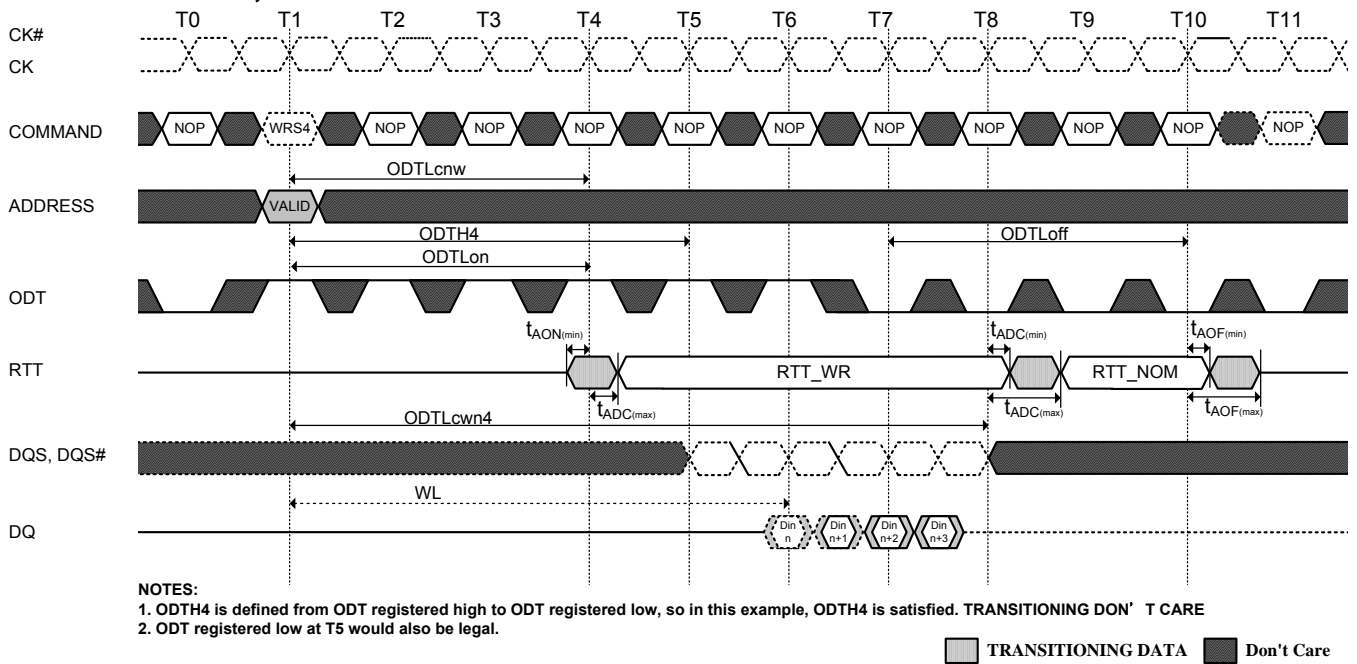 T0 T1 T2 T3 T4 T5 T6 T7 T8 T9 T10 T11
CK#
CK
COMMAND NOP WRS4 NOP NOP NOP NOP NOP NOP NOP NOP NOP NOP
ODTLcnw
ADDRESS VALID
ODTH4 ODTLoff
ODTLon
ODT
tAON(min) tADC(min) tAOF(min)
RTT RTT_WR RTT_NOM
tADC(max) tADC(max) tAOF(max)
ODTLcwn4
DQS, DQS#
WL
DQ Din n Din n+1 Din n+2 Din n+3
NOTES:
1. ODTH4 is defined from ODT registered high to ODT registered low, so in this example, ODTH4 is satisfied. TRANSITIONING DON' T CARE
2. ODT registered low at T5 would also be legal.
TRANSITIONING DATA Don't Care